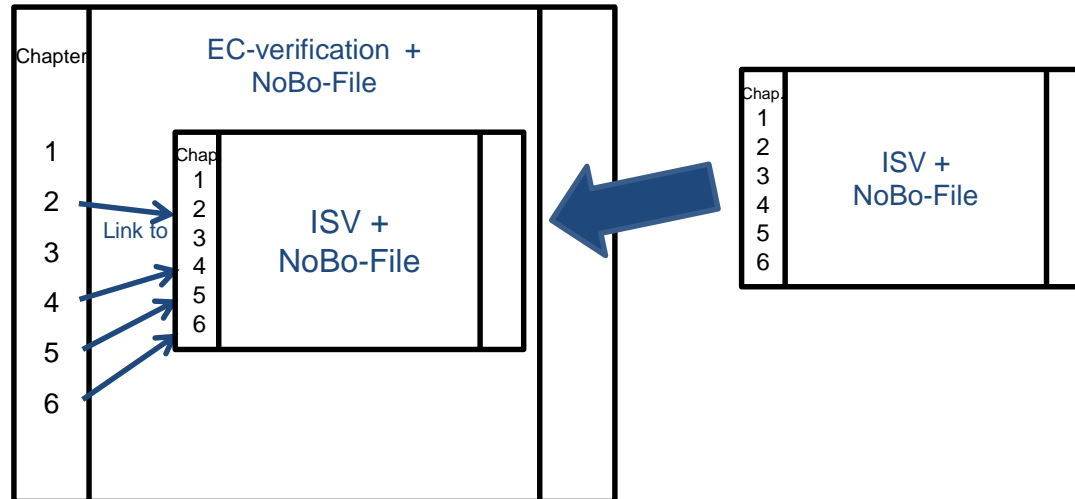 Chapter
1
2
3
4
5
6
EC-verification +
NoBo-File
Link to
Chap
1
2
3
4
5
6
ISV +
NoBo-File
Chap.
1
2
3
4
5
6
ISV +
NoBo-File